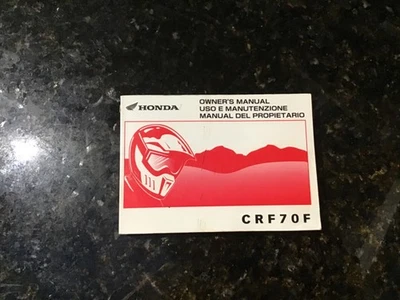 HONDA
OWNER'S MANUAL
USO E MANUTENZIONE
MANUAL DEL PROPIETARIO
CRF70F